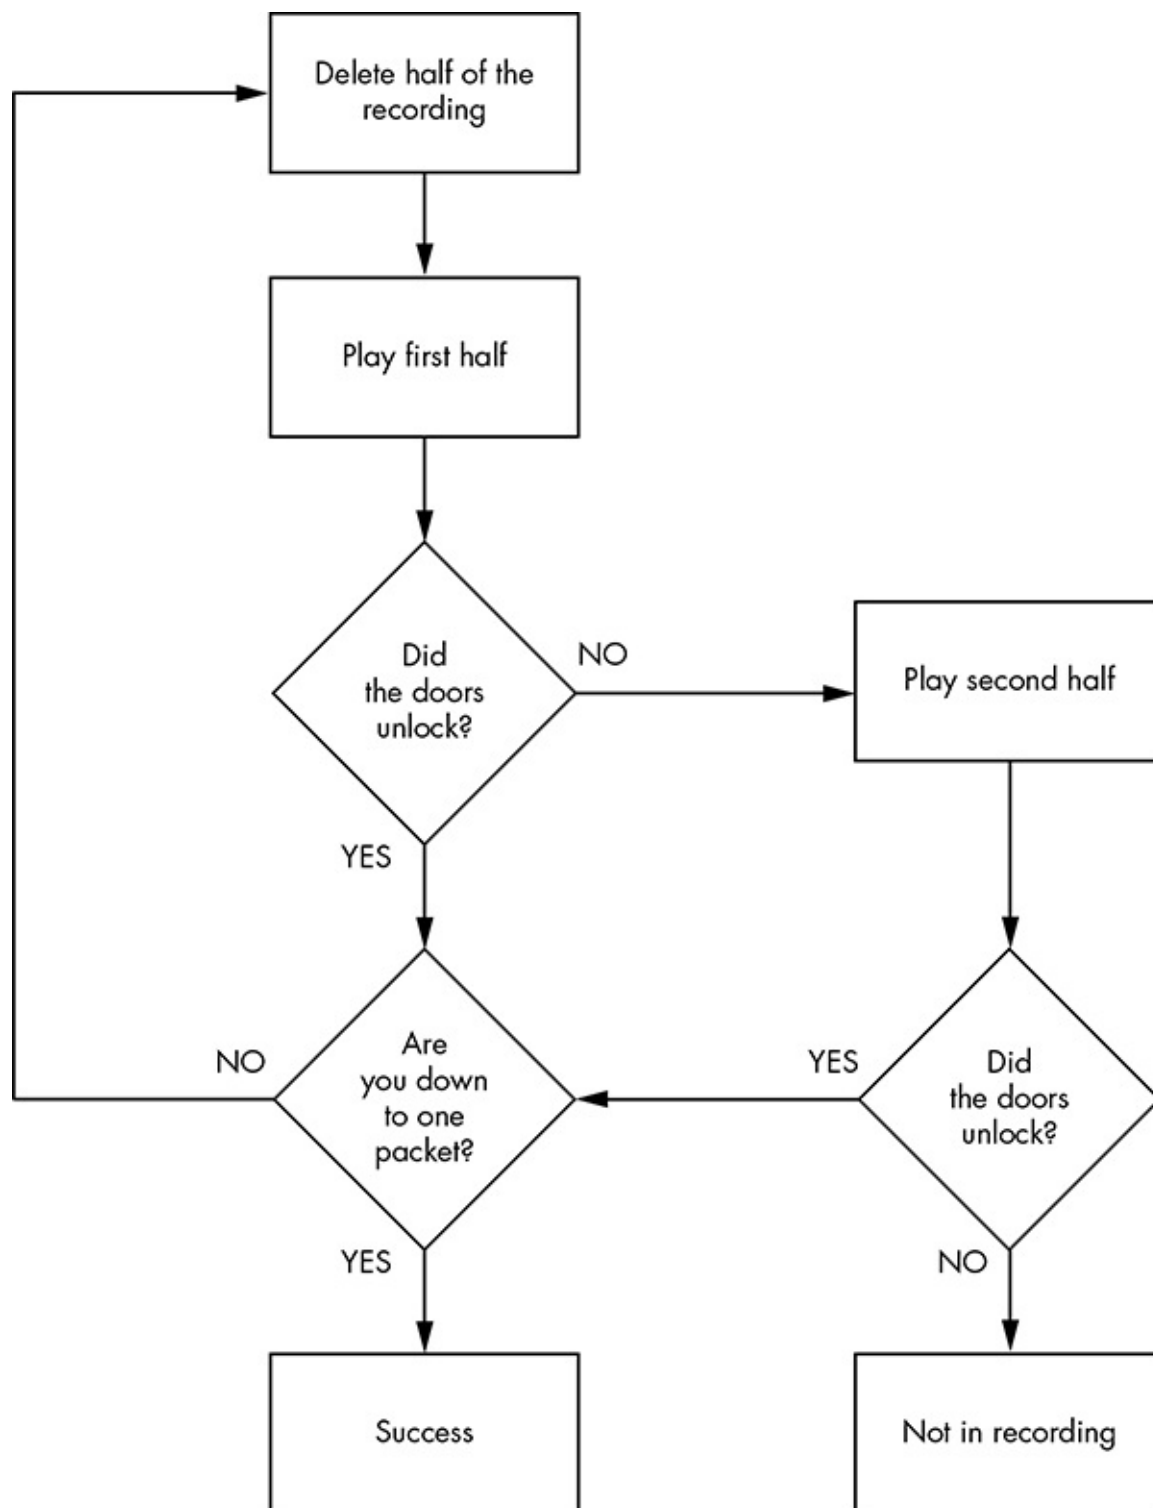 Delete half of the
recording
Play first half
Did
the doors
unlock?
NO
Play second half
YES
Are
you down
to one
packet?
NO
YES
Did
the doors
unlock?
YES
NO
Success
Not in recording